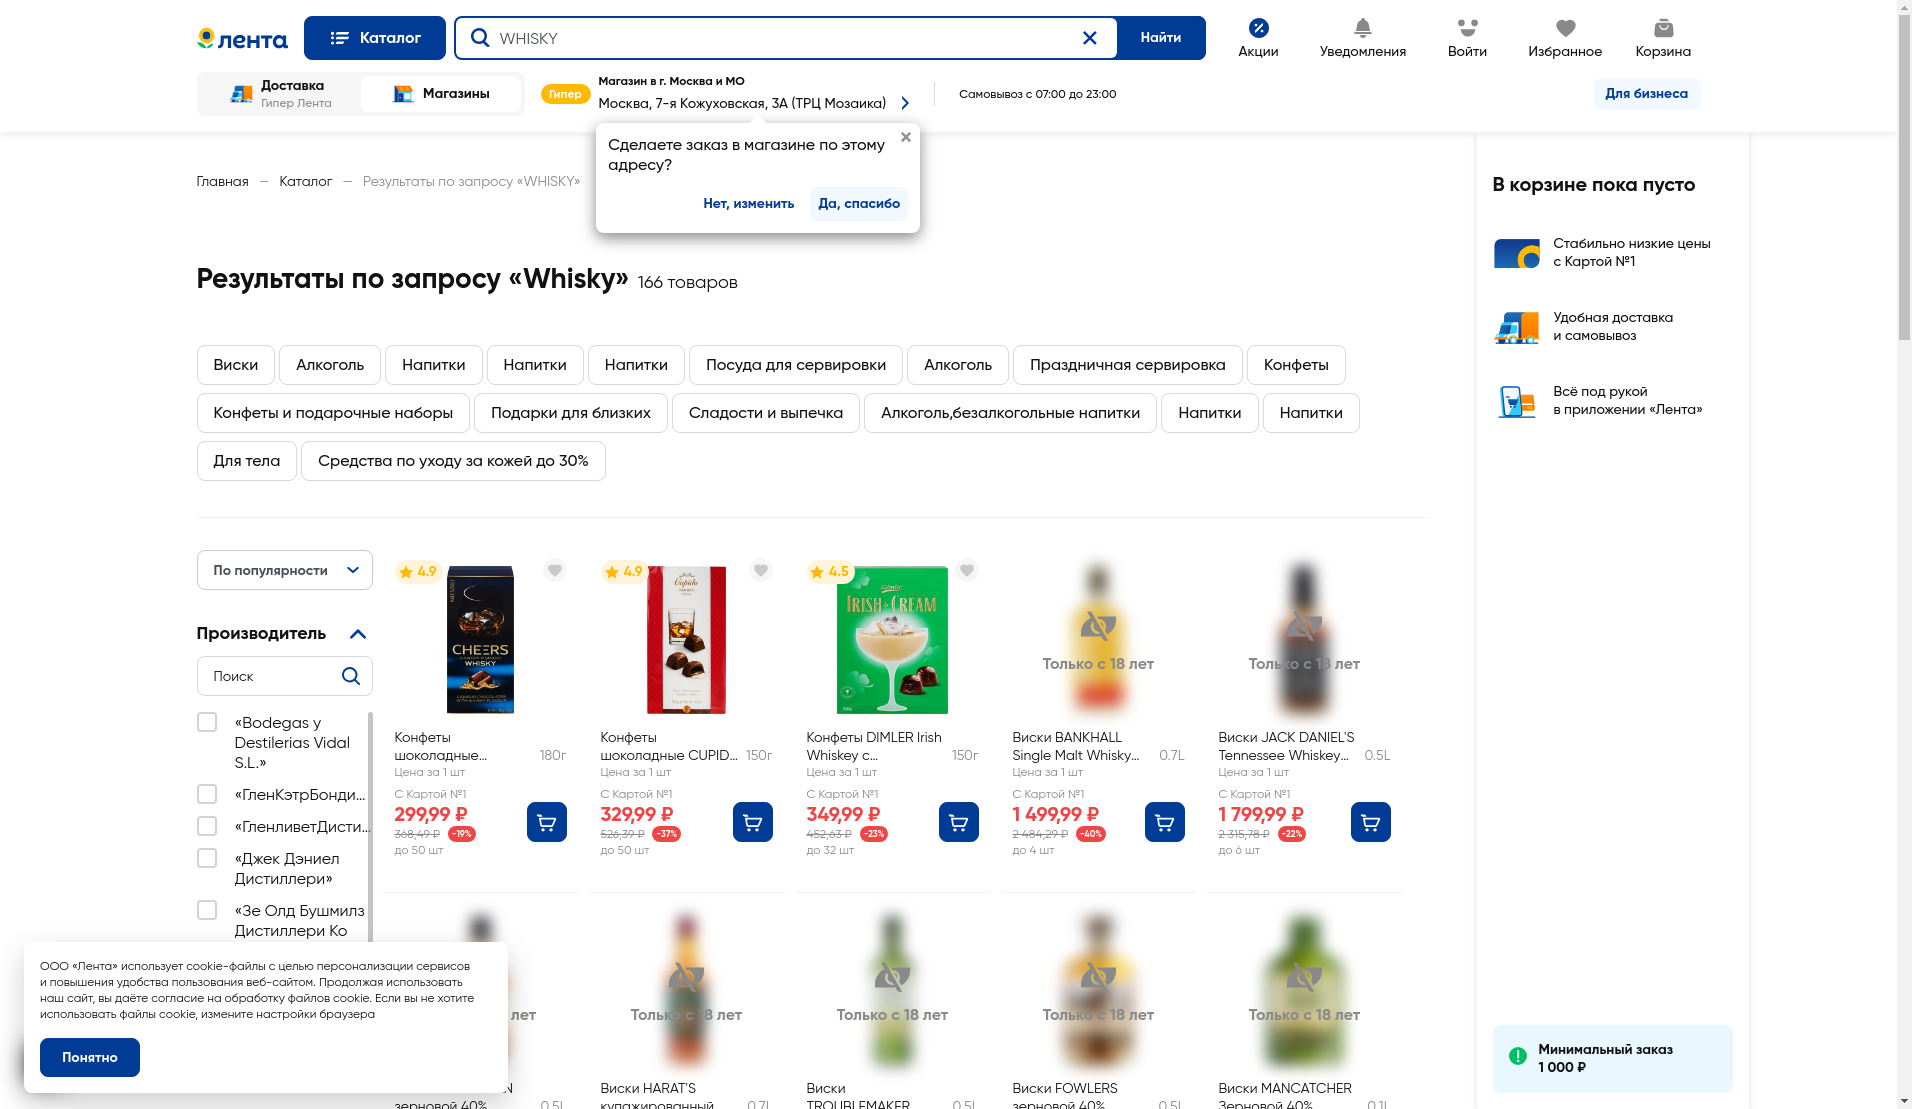 лента
Каталог
WHISKY
Найти
Акции
Уведомления
Войти
Избранное
Корзина
Доставка
Гипер Лента
Магазины
Гипер
Магазин в г. Москва и МО
Москва, 7-я Кожуховская, 3А (ТРЦ Мозаика)
Самовывоз с 07:00 до 23:00
Для бизнеса
Сделаете заказ в магазине по этому
адресу?
Нет, изменить
Да, спасибо
Главная — Каталог — Результаты по запросу «WHISKY»
Результаты по запросу «Whisky» 166 товаров
Виски
Алкоголь
Напитки
Напитки
Напитки
Посуда для сервировки
Алкоголь
Праздничная сервировка
Конфеты
Конфеты и подарочные наборы
Подарки для близких
Сладости и выпечка
Алкоголь,безалкогольные напитки
Напитки
Напитки
Для тела
Средства по уходу за кожей до 30%
По популярности
Производитель
Поиск
«Bodegas y
Destilerias Vidal
S.L.»
«ГленКэтрБонди...
«ГленливетДисти...
«Джек Дэниел
Дистиллери»
«Зе Олд Бушмилз
Дистиллери Ко
4.9
CHEERS
WHISKY
Конфеты
шоколадные...
180г
Цена за 1 шт
С Картой №1
299,99 ₽
368,49 ₽ -19%
до 50 шт
4.9
Cupido
Конфеты
шоколадные CUPID...
150г
Цена за 1 шт
С Картой №1
329,99 ₽
526,39 ₽ -37%
до 50 шт
4.5
IRISH CREAM
Конфеты DIMLER Irish
Whiskey с...
150г
Цена за 1 шт
С Картой №1
349,99 ₽
452,63 ₽ -23%
до 32 шт
Только с 18 лет
Виски BANKHALL
Single Malt Whisky...
0.7L
Цена за 1 шт
С Картой №1
1 499,99 ₽
2 484,29 ₽ -40%
до 4 шт
Только с 18 лет
Виски JACK DANIEL'S
Tennessee Whiskey...
0.5L
Цена за 1 шт
С Картой №1
1 799,99 ₽
2 315,78 ₽ -22%
до 6 шт
лет
N
зерновой 40%
0.5L
Только с 18 лет
Виски HARAT'S
купажированный
0.7L
Только с 18 лет
Виски
TROUBLEMAKER
0.5L
Только с 18 лет
Виски FOWLERS
зерновой 40%
0.5L
Только с 18 лет
Виски MANCATCHER
Зерновой 40%
0.1L
ООО «Лента» использует cookie-файлы с целью персонализации сервисов
и повышения удобства пользования веб-сайтом. Продолжая использовать
наш сайт, вы даёте согласие на обработку файлов cookie. Если вы не хотите
использовать файлы cookie, измените настройки браузера
Понятно
В корзине пока пусто
Стабильно низкие цены
с Картой №1
Удобная доставка
и самовывоз
Всё под рукой
в приложении «Лента»
Минимальный заказ
1 000 ₽